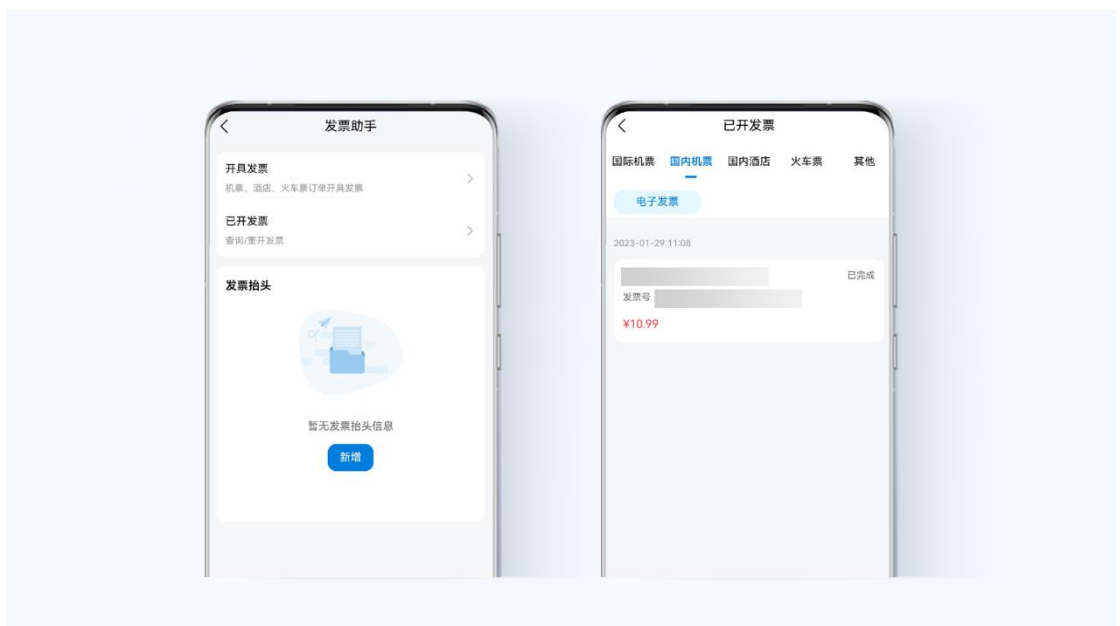 发票助手
开具发票
机票、酒店、火车票订单开具发票
已开发票
查询/重开发票
发票抬头
暂无发票抬头信息
新增
已开发票
国际机票 国内机票 国内酒店 火车票 其他
电子发票
2023-01-29 11:08
已完成
发票号
¥10.99